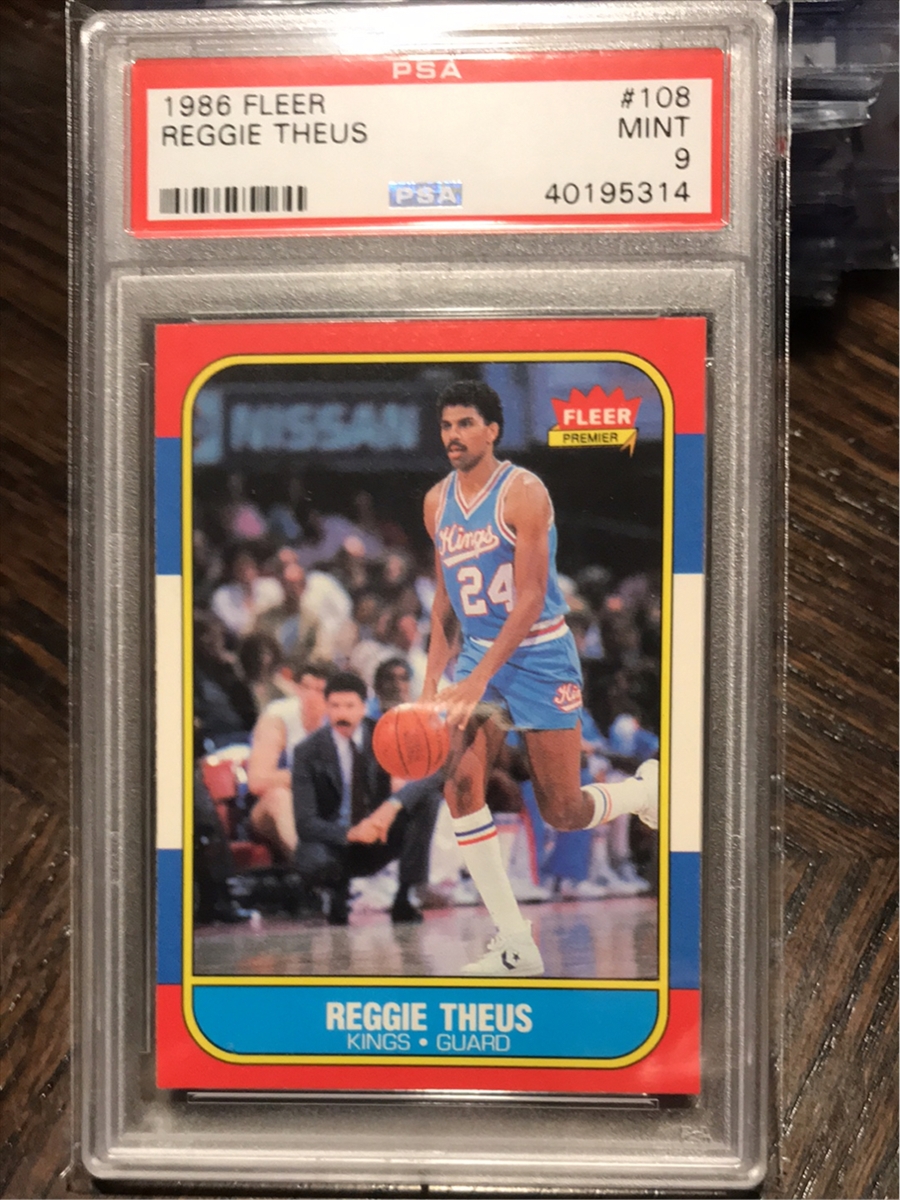 PSA
1986 FLEER #108
REGGIE THEUS MINT
9
PSA 40195314
NISSAN
FLEER
PREMIER
Kings
24
REGGIE THEUS
KINGS • GUARD